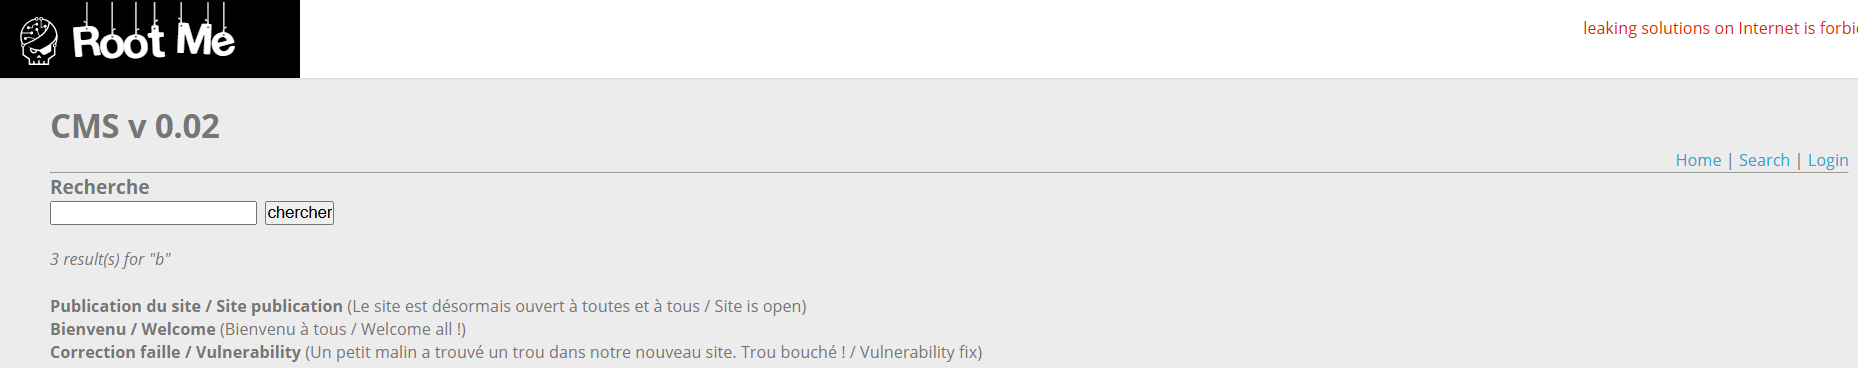 Root Me
leaking solutions on Internet is
CMS v 0.02
Home | Search | Login
Recherche
chercher
3 result(s) for "b"
Publication du site / Site publication (Le site est désormais ouvert à toutes et à tous / Site is open)
Bienvenu / Welcome (Bienvenu à tous / Welcome all !)
Correction faille / Vulnerability (Un petit malin a trouvé un trou dans notre nouveau site. Trou bouché ! / Vulnerability fix)